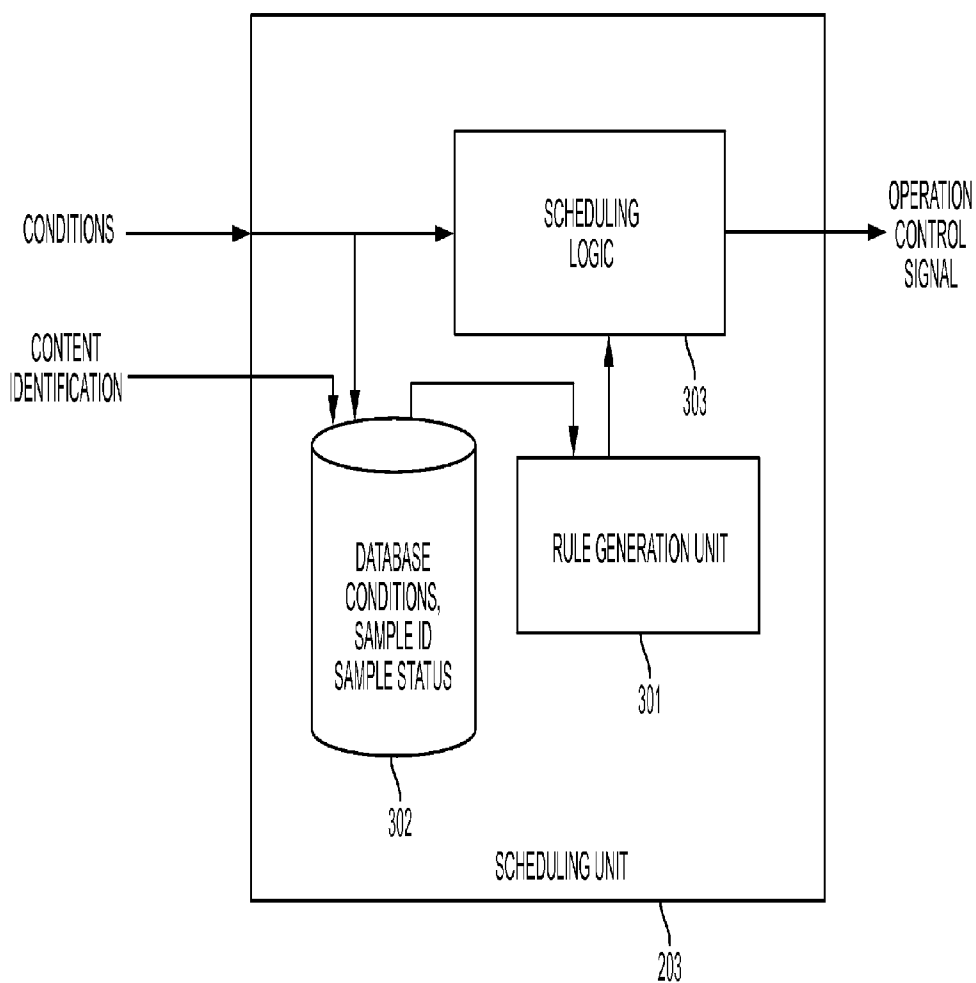 SCHEDULING
LOGIC
OPERATION
CONTROL
SIGNAL
CONDITIONS
CONTENT
IDENTIFICATION
303
DATABASE
CONDITIONS,
SAMPLE ID
SAMPLE STATUS
RULE GENERATION UNIT
301
302
SCHEDULING UNIT
203